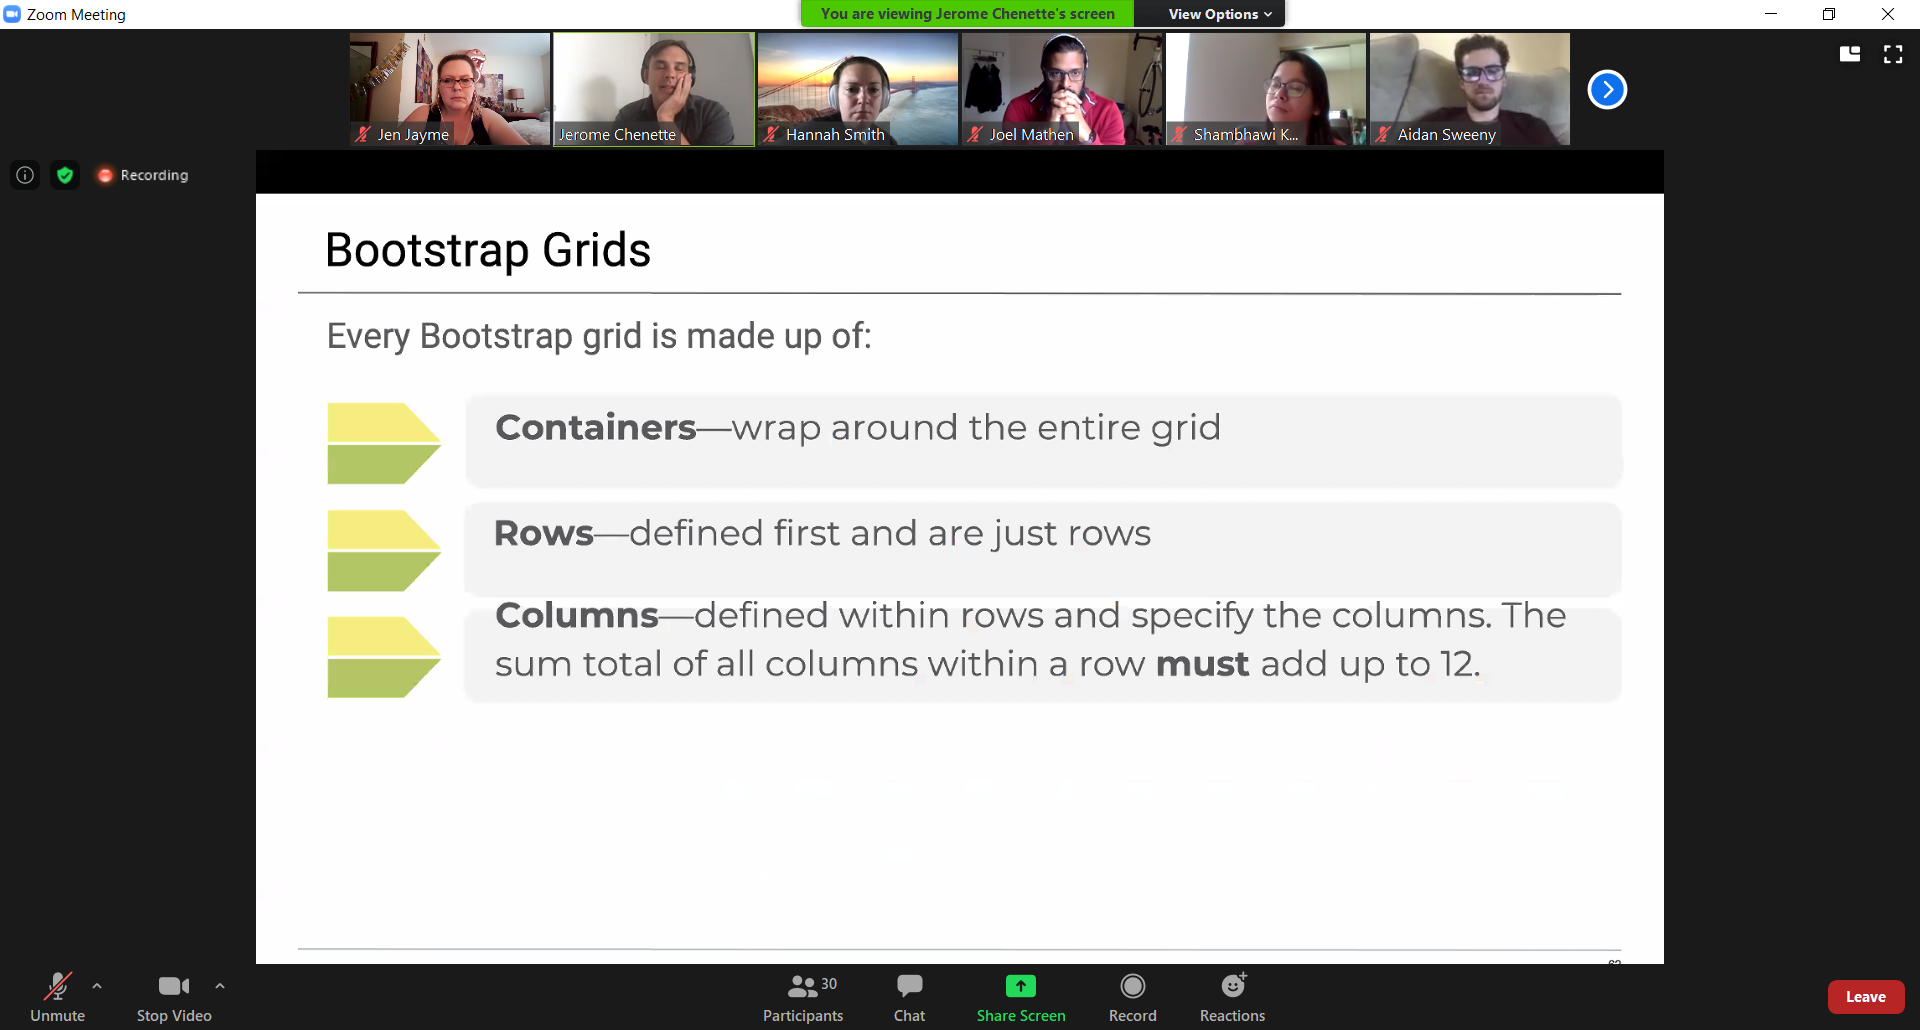 Zoom Meeting
You are viewing Jerome Chenette's screen
View Options
Jen Jayme
Jerome Chenette
Hannah Smith
Joel Mathen
Shambhawi K...
Aidan Sweeny
Recording
Bootstrap Grids
Every Bootstrap grid is made up of:
Containers—wrap around the entire grid
Rows—defined first and are just rows
Columns—defined within rows and specify the columns. The
sum total of all columns within a row must add up to 12.
Unmute
Stop Video
30
Participants
Chat
Share Screen
Record
Reactions
Leave